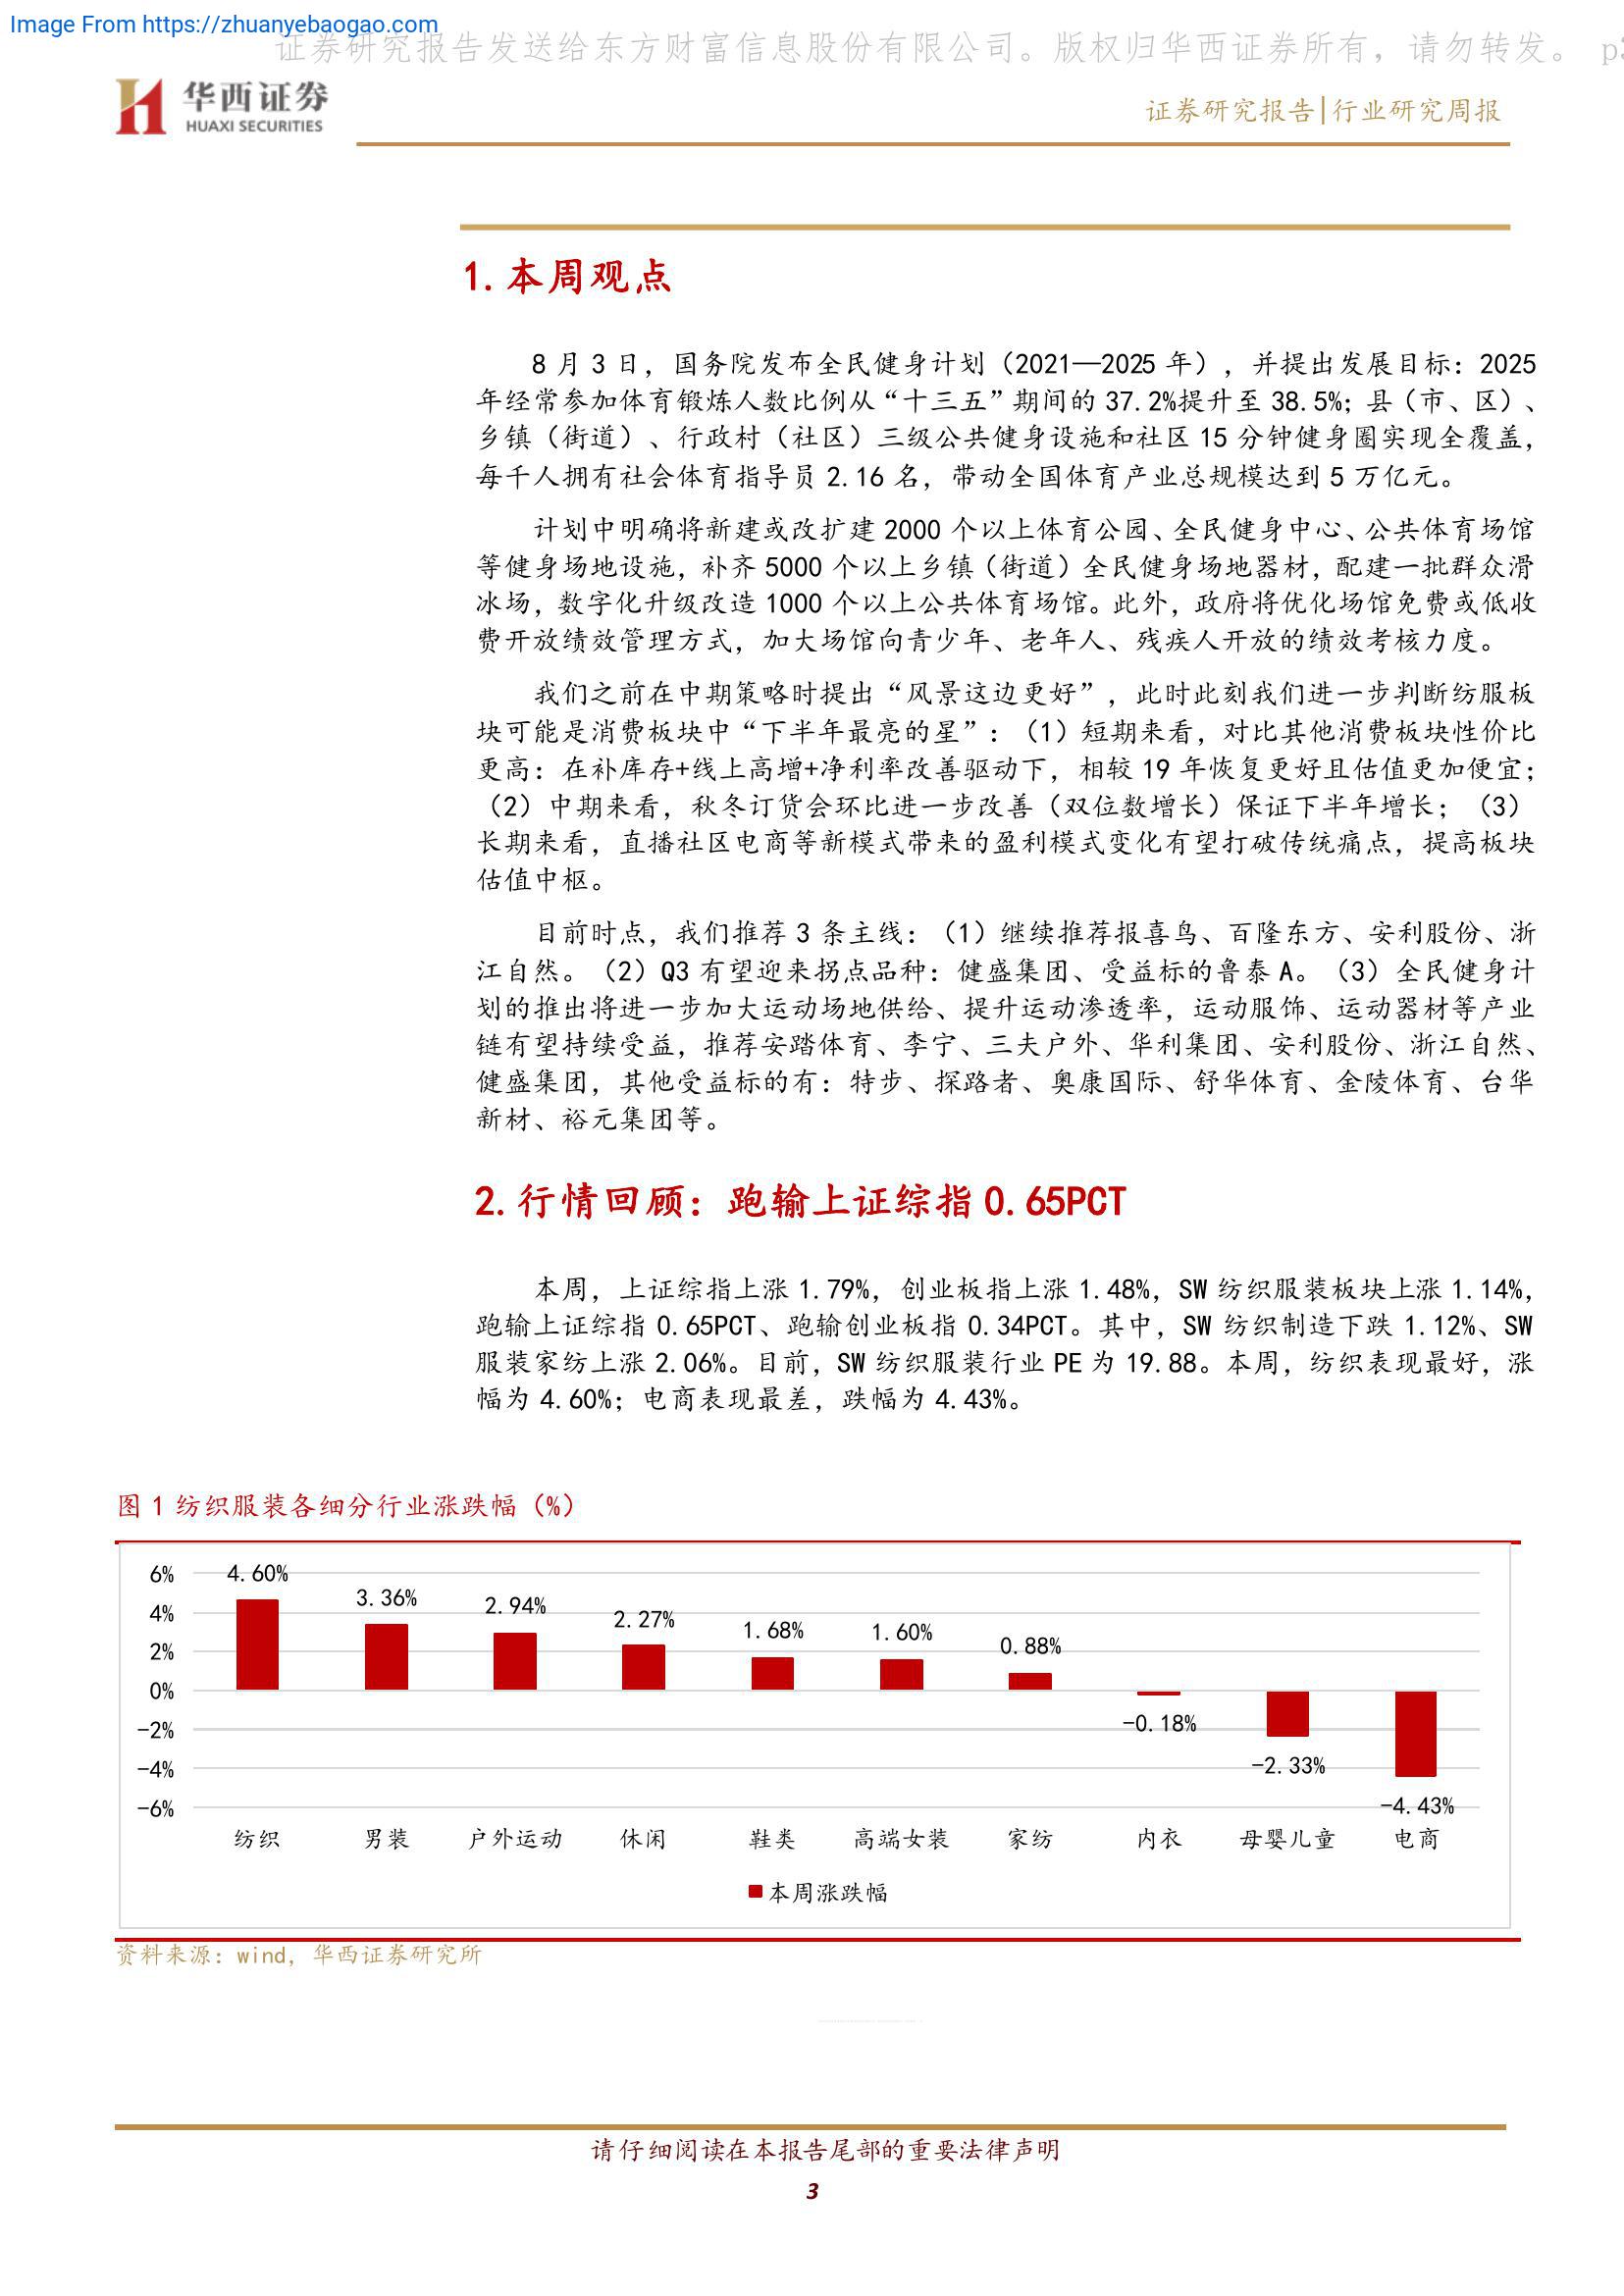 Image From https://zhuanyebaogao.com
证券研究报告发送给东方财富信息股份有限公司。版权归华西证券所有，请勿转发。 p3
华西证券
HUAXI SECURITIES
证券研究报告|行业研究周报
1. 本周观点
8 月 3 日，国务院发布全民健身计划（2021—2025 年），并提出发展目标：2025
年经常参加体育锻炼人数比例从“十三五”期间的 37.2%提升至 38.5%；县（市、区）、
乡镇（街道）、行政村（社区）三级公共健身设施和社区 15 分钟健身圈实现全覆盖，
每千人拥有社会体育指导员 2.16 名，带动全国体育产业总规模达到 5 万亿元。
计划中明确将新建或改扩建 2000 个以上体育公园、全民健身中心、公共体育场馆
等健身场地设施，补齐 5000 个以上乡镇（街道）全民健身场地器材，配建一批群众滑
冰场，数字化升级改造 1000 个以上公共体育场馆。此外，政府将优化场馆免费或低收
费开放绩效管理方式，加大场馆向青少年、老年人、残疾人开放的绩效考核力度。
我们之前在中期策略时提出“风景这边更好”，此时此刻我们进一步判断纺服板
块可能是消费板块中“下半年最亮的星”：（1）短期来看，对比其他消费板块性价比
更高：在补库存+线上高增+净利率改善驱动下，相较 19 年恢复更好且估值更加便宜；
（2）中期来看，秋冬订货会环比进一步改善（双位数增长）保证下半年增长；（3）
长期来看，直播社区电商等新模式带来的盈利模式变化有望打破传统痛点，提高板块
估值中枢。
目前时点，我们推荐 3 条主线：（1）继续推荐报喜鸟、百隆东方、安利股份、浙
江自然。（2）Q3 有望迎来拐点品种：健盛集团、受益标的鲁泰 A。（3）全民健身计
划的推出将进一步加大运动场地供给、提升运动渗透率，运动服饰、运动器材等产业
链有望持续受益，推荐安踏体育、李宁、三夫户外、华利集团、安利股份、浙江自然、
健盛集团，其他受益标的有：特步、探路者、奥康国际、舒华体育、金陵体育、台华
新材、裕元集团等。
2. 行情回顾：跑输上证综指 0.65PCT
本周，上证综指上涨 1.79%，创业板指上涨 1.48%，SW 纺织服装板块上涨 1.14%，
跑输上证综指 0.65PCT、跑输创业板指 0.34PCT。其中，SW 纺织制造下跌 1.12%、SW
服装家纺上涨 2.06%。目前，SW 纺织服装行业 PE 为 19.88。本周，纺织表现最好，涨
幅为 4.60%；电商表现最差，跌幅为 4.43%。
图 1 纺织服装各细分行业涨跌幅（%）
6%
4%
2%
0%
-2%
-4%
-6%
4.60%
3.36%
2.94%
2.27%
1.68%
1.60%
0.88%
-0.18%
-2.33%
-4.43%
纺织 男装 户外运动 休闲 鞋类 高端女装 家纺 内衣 母婴儿童 电商
本周涨跌幅
资料来源：wind，华西证券研究所
请仔细阅读在本报告尾部的重要法律声明
3